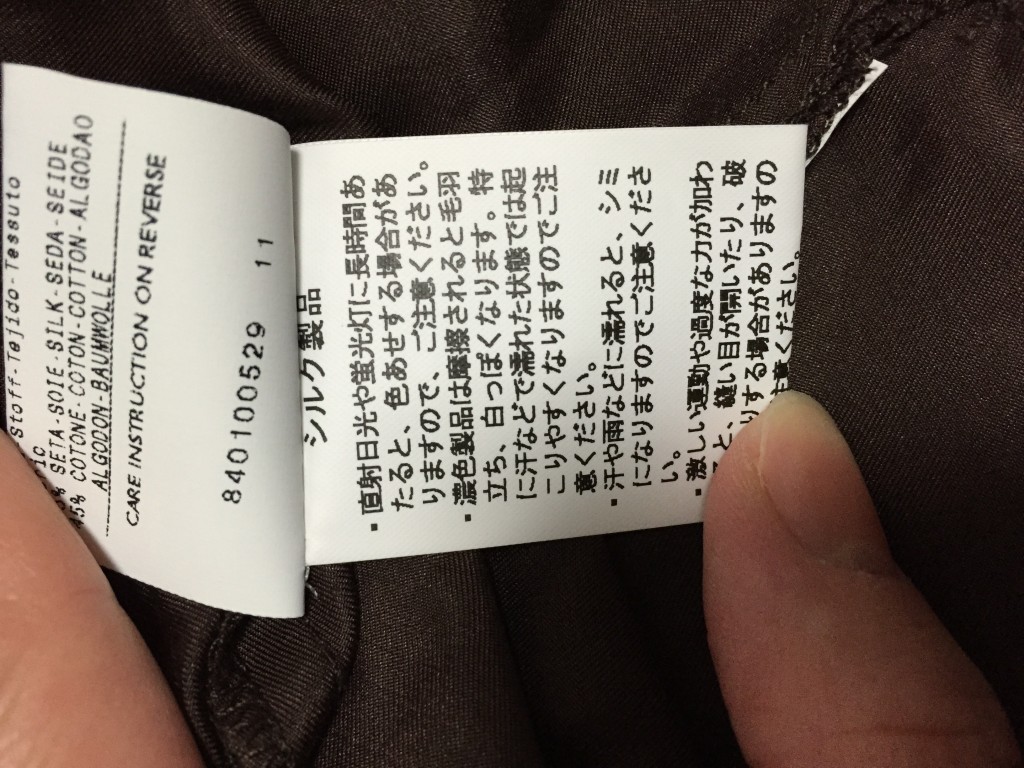 Stoff-Tejido-Tessuto
SETA-SOIE-SILK-SEDA-SEIDE
45% COTONE-COTON-COTTON-ALGODAO
ALGODON-BAUMWOLLE
CARE INSTRUCTION ON REVERSE
840100529 11
シルク製品
・直射日光や蛍光灯に長時間あ
たると、色あせする場合があ
りますので、ご注意ください。
・濃色製品は摩擦されると毛羽
立ち、白っぽくなります。特
に汗などで濡れた状態では起
こりやすくなりますのでご注
意ください。
・汗や雨などに濡れると、シミ
になりますのでご注意くださ
い。
・激しい運動や過度な力が加わ
と、縫い目が開いたり、破
りする場合がありますの
注意ください。